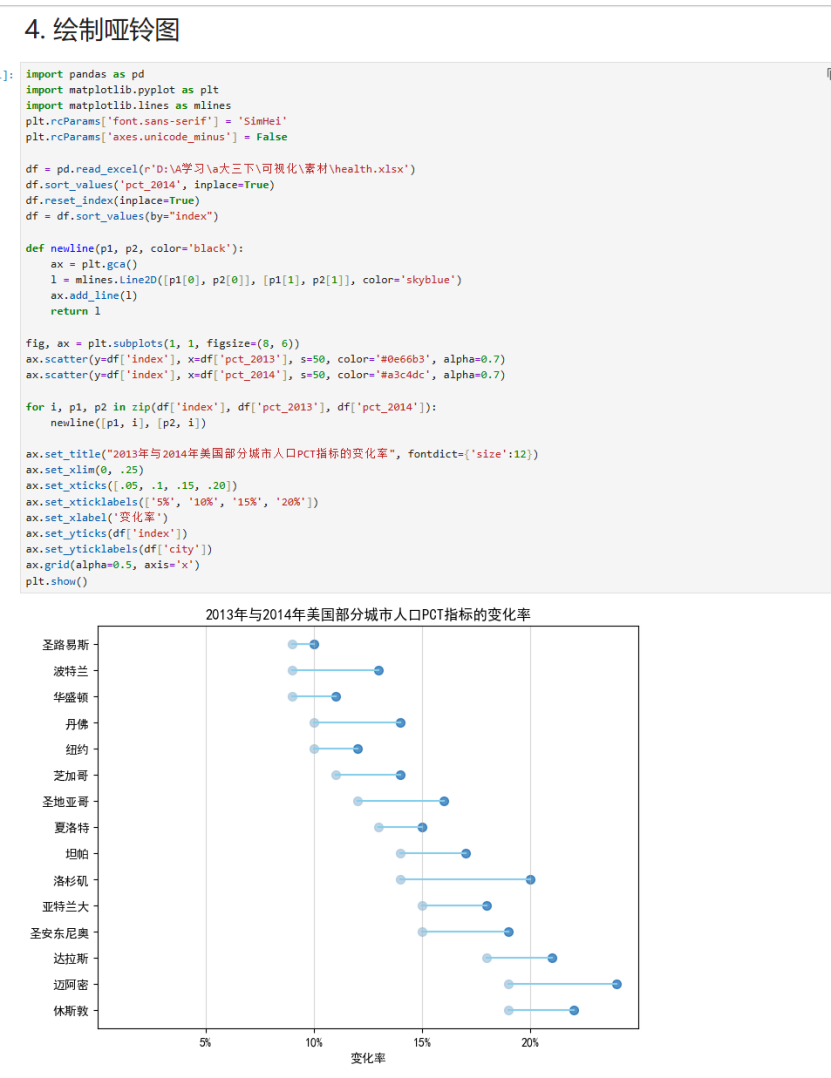 4. 绘制哑铃图
]:
import pandas as pd
import matplotlib.pyplot as plt
import matplotlib.lines as mlines
plt.rcParams['font.sans-serif'] = 'SimHei'
plt.rcParams['axes.unicode_minus'] = False
df = pd.read_excel(r'D:\A学习\a大三下\可视化\素材\health.xlsx')
df.sort_values('pct_2014', inplace=True)
df.reset_index(inplace=True)
df = df.sort_values(by="index")
def newline(p1, p2, color='black'):
    ax = plt.gca()
    l = mlines.Line2D([p1[0], p2[0]], [p1[1], p2[1]], color='skyblue')
    ax.add_line(l)
    return l
fig, ax = plt.subplots(1, 1, figsize=(8, 6))
ax.scatter(y=df['index'], x=df['pct_2013'], s=50, color='#0e66b3', alpha=0.7)
ax.scatter(y=df['index'], x=df['pct_2014'], s=50, color='#a3c4dc', alpha=0.7)
for i, p1, p2 in zip(df['index'], df['pct_2013'], df['pct_2014']):
    newline([p1, i], [p2, i])
ax.set_title("2013年与2014年美国部分城市人口PCT指标的变化率", fontdict={'size':12})
ax.set_xlim(0, .25)
ax.set_xticks([.05, .1, .15, .20])
ax.set_xticklabels(['5%', '10%', '15%', '20%'])
ax.set_xlabel('变化率')
ax.set_yticks(df['index'])
ax.set_yticklabels(df['city'])
ax.grid(alpha=0.5, axis='x')
plt.show()
2013年与2014年美国部分城市人口PCT指标的变化率
圣路易斯
波特兰
华盛顿
丹佛
纽约
芝加哥
圣地亚哥
夏洛特
坦帕
洛杉矶
亚特兰大
圣安东尼奥
达拉斯
迈阿密
休斯敦
5% 10% 15% 20%
变化率